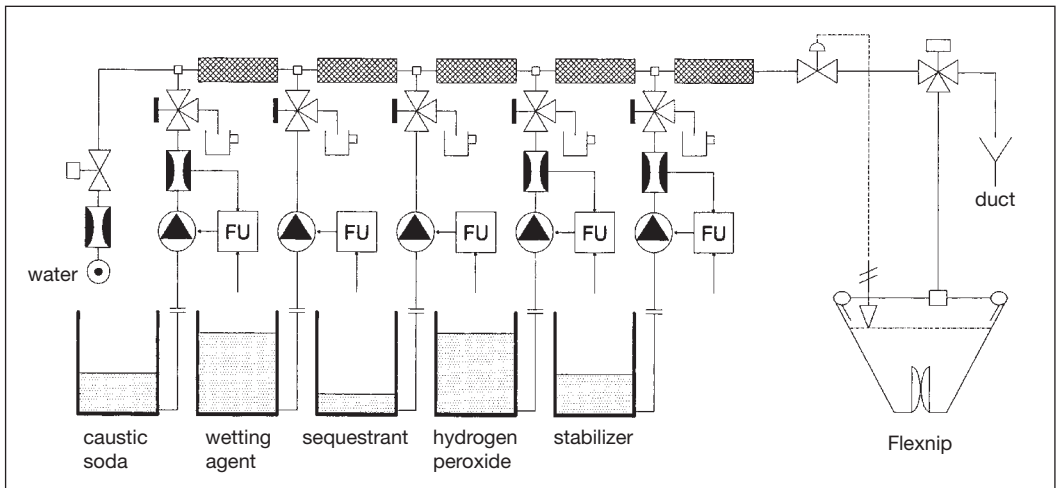 duct
FU
FU
FU
FU
FU
water
caustic
soda
wetting
agent
sequestrant
hydrogen
peroxide
stabilizer
Flexnip